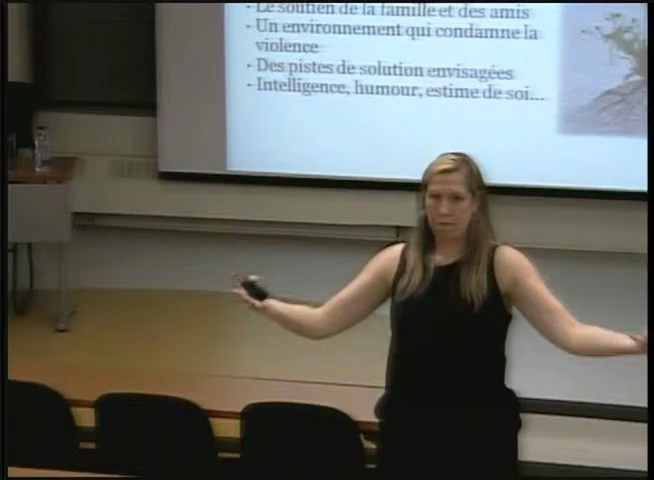 · Le soutien de la famille et des amis
· Un environnement qui condamne la
violence
· Des pistes de solution envisagées
· Intelligence, humour, estime de soi...